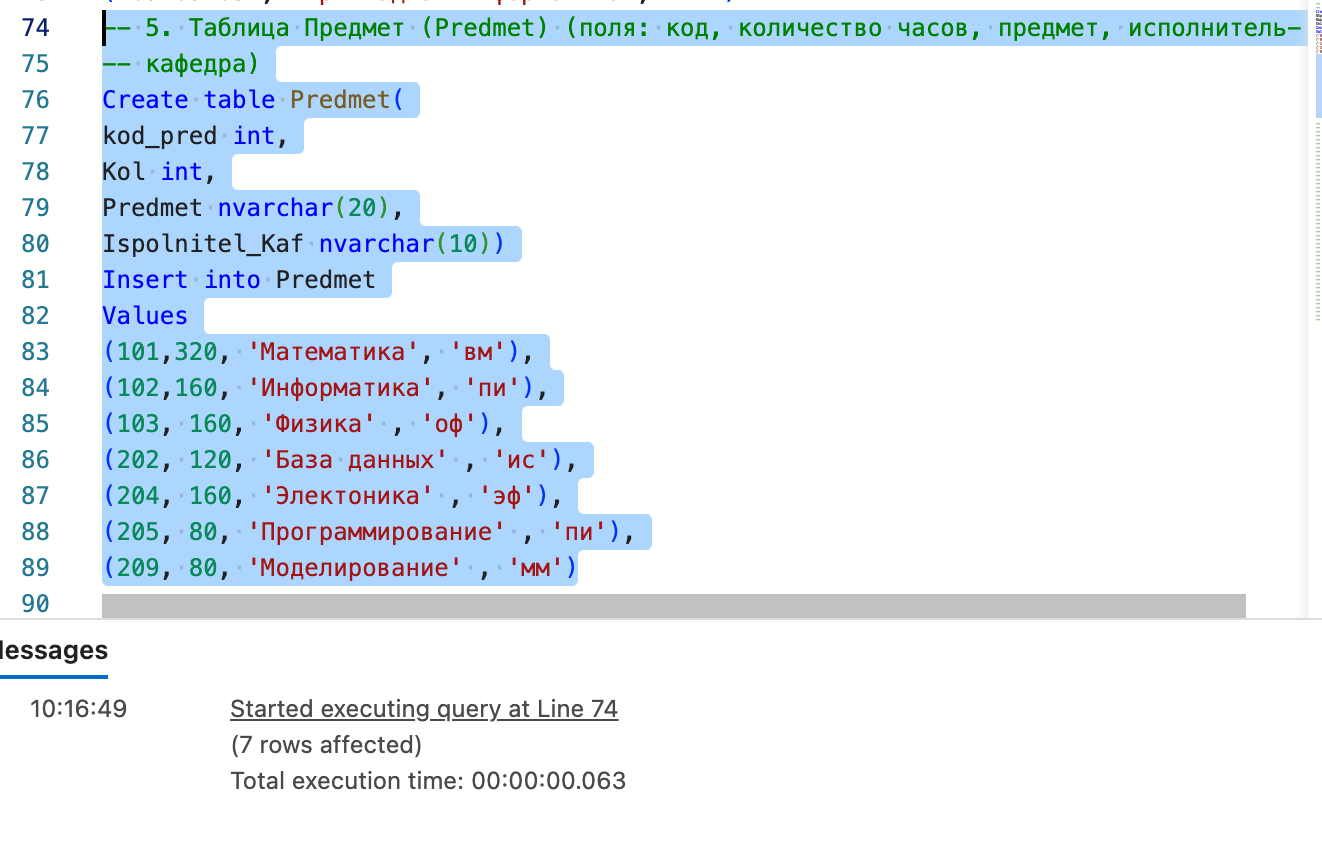 74 -- 5. Таблица Предмет (Predmet) (поля: код, количество часов, предмет, исполнитель-
75 -- кафедра)
76 Create table Predmet(
77 kod_pred int,
78 Kol int,
79 Predmet nvarchar(20),
80 Ispolnitel_Kaf nvarchar(10))
81 Insert into Predmet
82 Values
83 (101,320, 'Математика', 'вм'),
84 (102,160, 'Информатика', 'пи'),
85 (103, 160, 'Физика' , 'оф'),
86 (202, 120, 'База данных' , 'ис'),
87 (204, 160, 'Электоника' , 'эф'),
88 (205, 80, 'Программирование' , 'пи'),
89 (209, 80, 'Моделирование' , 'мм')
90
Messages
10:16:49 Started executing query at Line 74
(7 rows affected)
Total execution time: 00:00:00.063